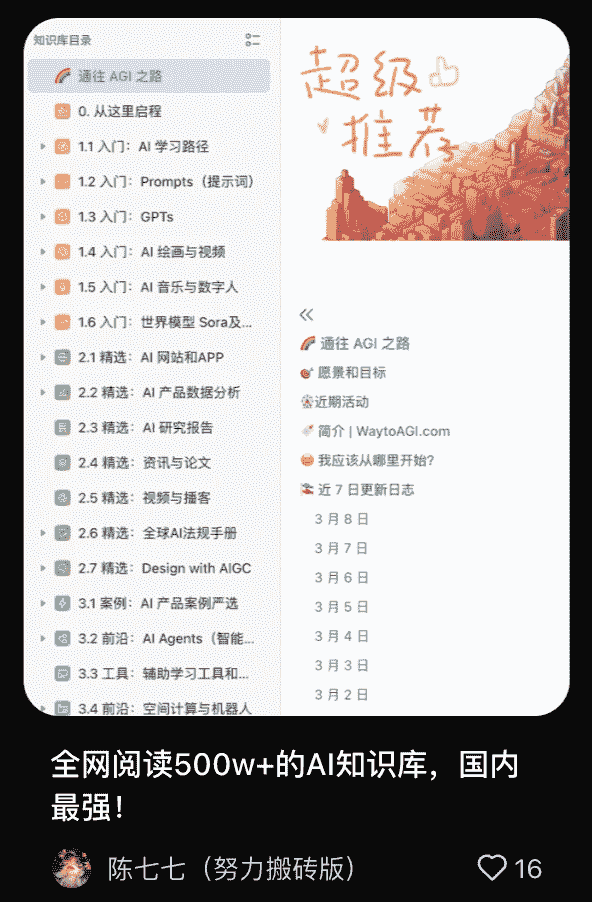 知识库目录
通往 AGI 之路
0. 从这里启程
1.1 入门：AI 学习路径
1.2 入门：Prompts（提示词）
1.3 入门：GPTs
1.4 入门：AI 绘画与视频
1.5 入门：AI 音乐与数字人
1.6 入门：世界模型 Sora及...
2.1 精选：AI 网站和APP
2.2 精选：AI 产品数据分析
2.3 精选：AI 研究报告
2.4 精选：资讯与论文
2.5 精选：视频与播客
2.6 精选：全球AI法规手册
2.7 精选：Design with AIGC
3.1 案例：AI 产品案例严选
3.2 前沿：AI Agents（智能...
3.3 工具：辅助学习工具和...
3.4 前沿：空间计算与机器人
超级
推荐
通往 AGI 之路
愿景和目标
近期活动
简介 | WaytoAGI.com
我应该从哪里开始?
近 7 日更新日志
3 月 8 日
3 月 7 日
3 月 6 日
3 月 5 日
3 月 4 日
3 月 3 日
3 月 2 日
全网阅读500w+的AI知识库，国内
最强！
陈七七（努力搬砖版）
16